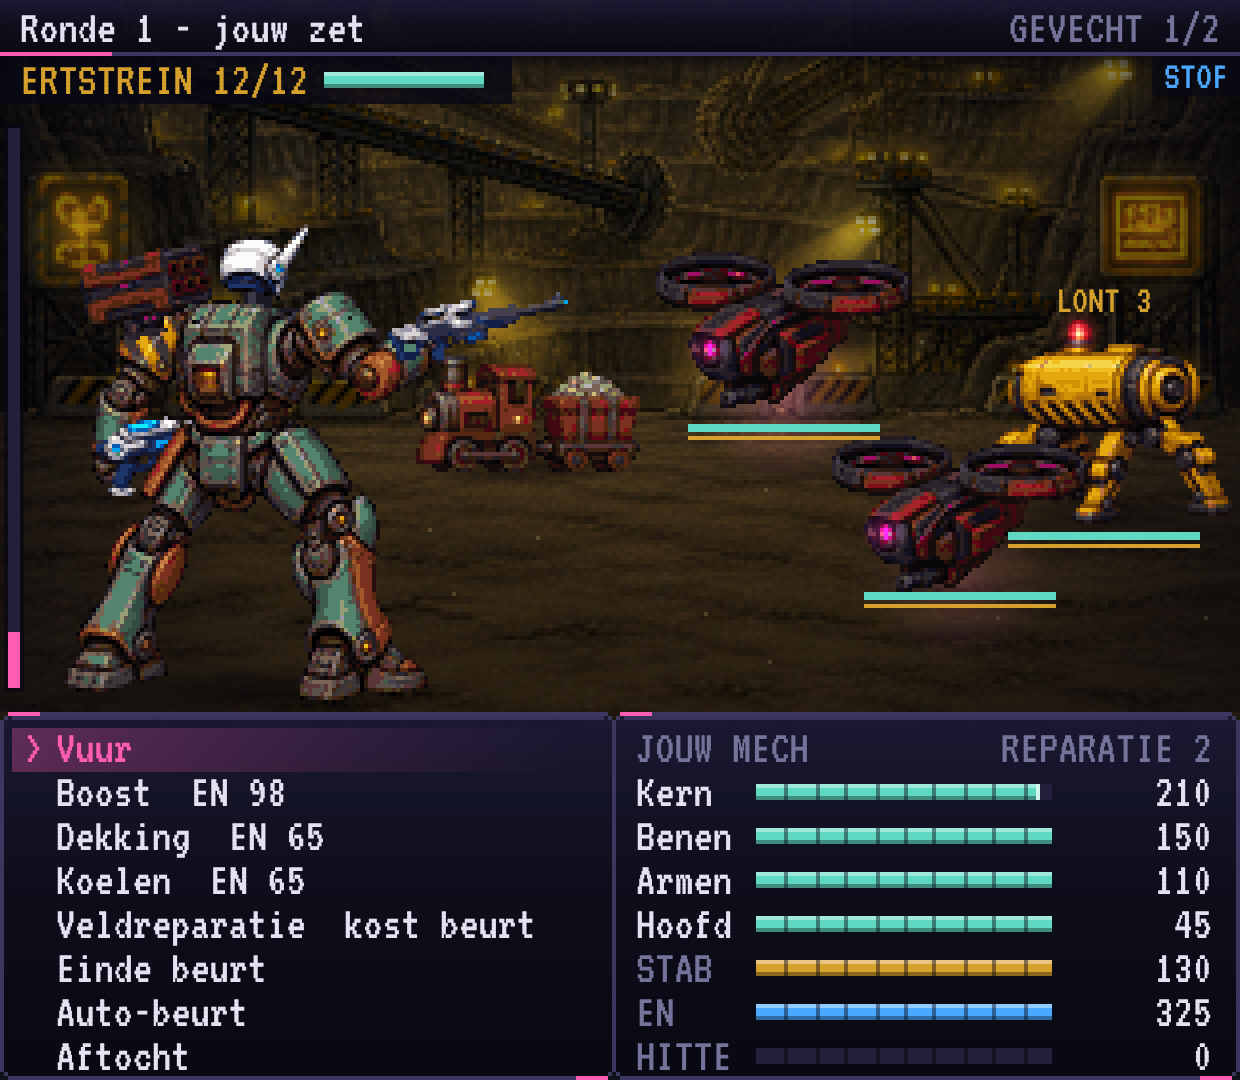 Ronde 1 - jouw zet
GEVECHT 1/2
ERTSTREIN 12/12
STOF
LONT 3
> Vuur
Boost EN 98
Dekking EN 65
Koelen EN 65
Veldreparatie kost beurt
Einde beurt
Auto-beurt
Aftocht
JOUW MECH REPARATIE 2
Kern 210
Benen 150
Armen 110
Hoofd 45
STAB 130
EN 325
HITTE 0